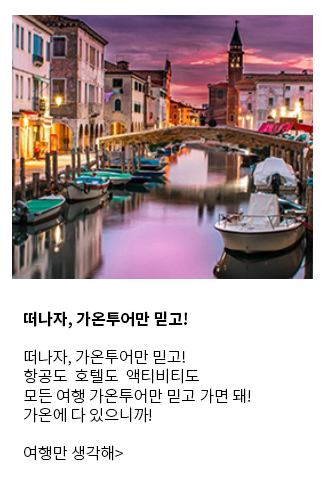 떠나자, 가온투어만 믿고!
떠나자, 가온투어만 믿고!
항공도 호텔도 액티비티도
모든 여행 가온투어만 믿고 가면 돼!
가온에 다 있으니까!
여행만 생각해>